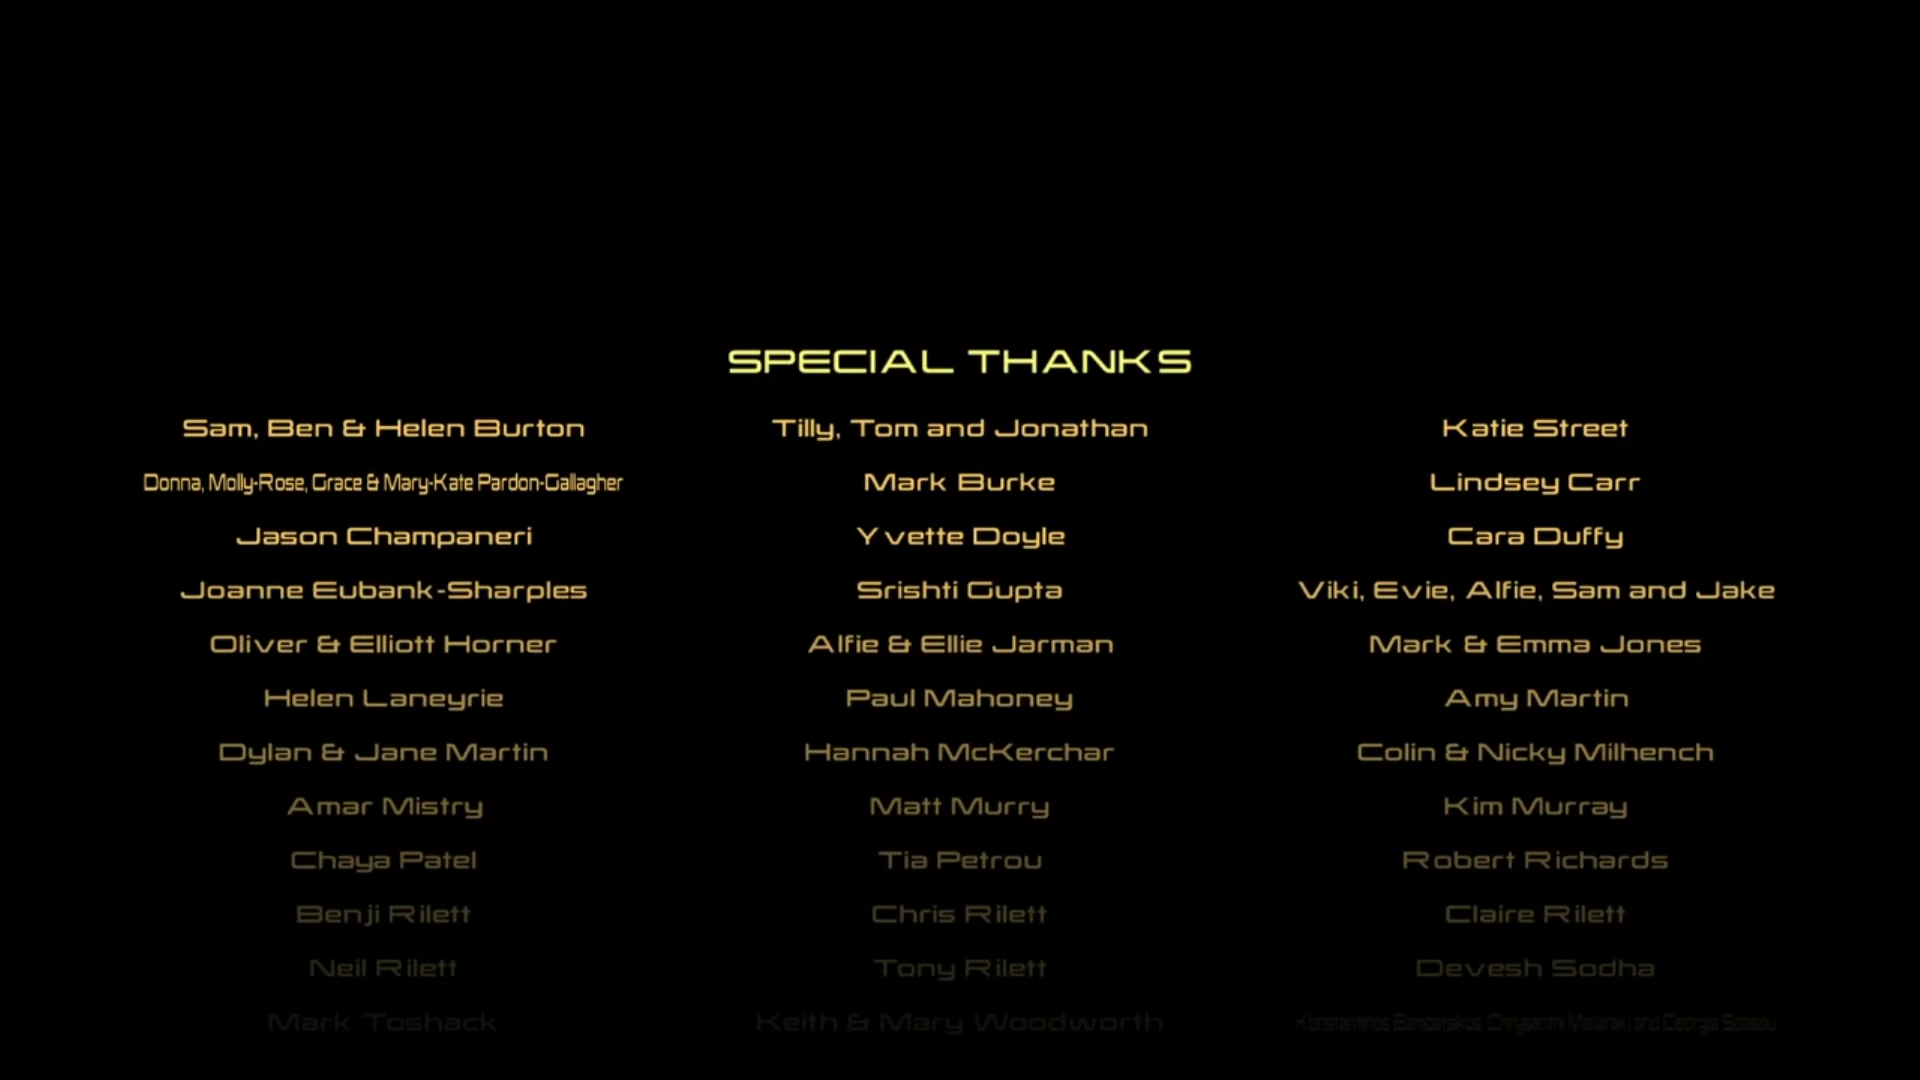 SPECIAL THANKS
Sam, Ben & Helen Burton
Tilly, Tom and Jonathan
Katie Street
Donna, Molly-Rose, Grace & Mary-Kate Pardon-Gallagher
Mark Burke
Lindsey Carr
Jason Champaneri
Yvette Doyle
Cara Duffy
Joanne Eubank-Sharples
Srishti Gupta
Viki, Evie, Alfie, Sam and Jake
Oliver & Elliott Horner
Alfie & Ellie Jarman
Mark & Emma Jones
Helen Laneyrie
Paul Mahoney
Amy Martin
Dylan & Jane Martin
Hannah McKerchar
Colin & Nicky Milhench
Amar Mistry
Matt Murry
Kim Murray
Chaya Patel
Tia Petrou
Robert Richards
Benji Rilett
Chris Rilett
Claire Rilett
Neil Rilett
Tony Rilett
Devesh Sodha
Mark Toshack
Keith & Mary Woodworth
and Georgia